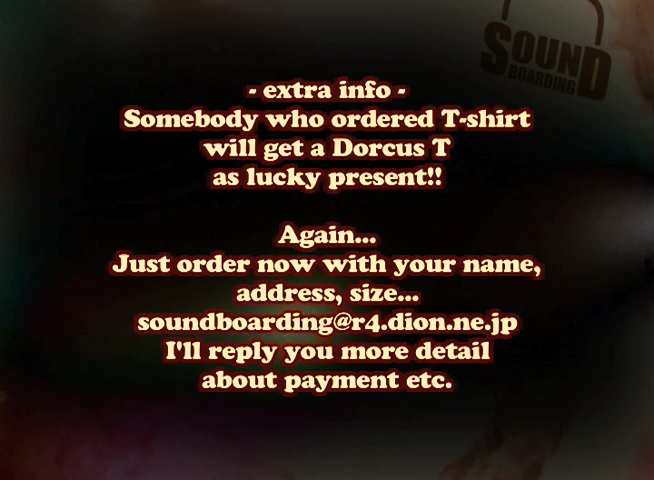 SOUND
BOARDING
- extra info -
Somebody who ordered T-shirt
will get a Dorcus T
as lucky present!!
Again...
Just order now with your name,
address, size...
soundboarding@r4.dion.ne.jp
I'll reply you more detail
about payment etc.